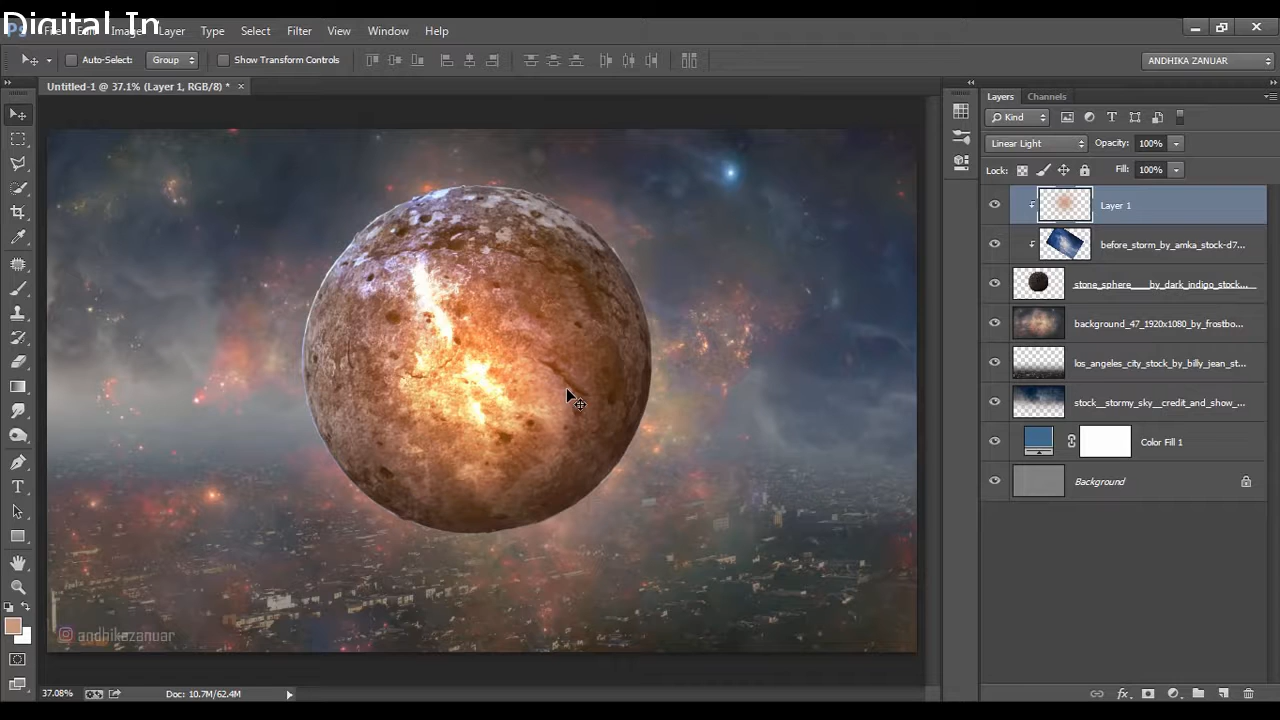 Digital In
Image Layer Type Select Filter View Window Help
Auto-Select: Group Show Transform Controls ANDHIKA ZANUAR
Untitled-1 @ 37.1% (Layer 1, RGB/8) * ×
Layers Channels
Kind
Linear Light Opacity: 100%
Lock: Fill: 100%
Layer 1
before_storm_by_amka_stock-d7...
stone_sphere____by_dark_indigo_stock...
background_47_1920x1080_by_frostbo...
los_angeles_city_stock_by_billy_jean_st...
stock__stormy_sky__credit_and_show_...
Color Fill 1
Background
andhikazanuar
37.08% Doc: 10.7M/62.4M